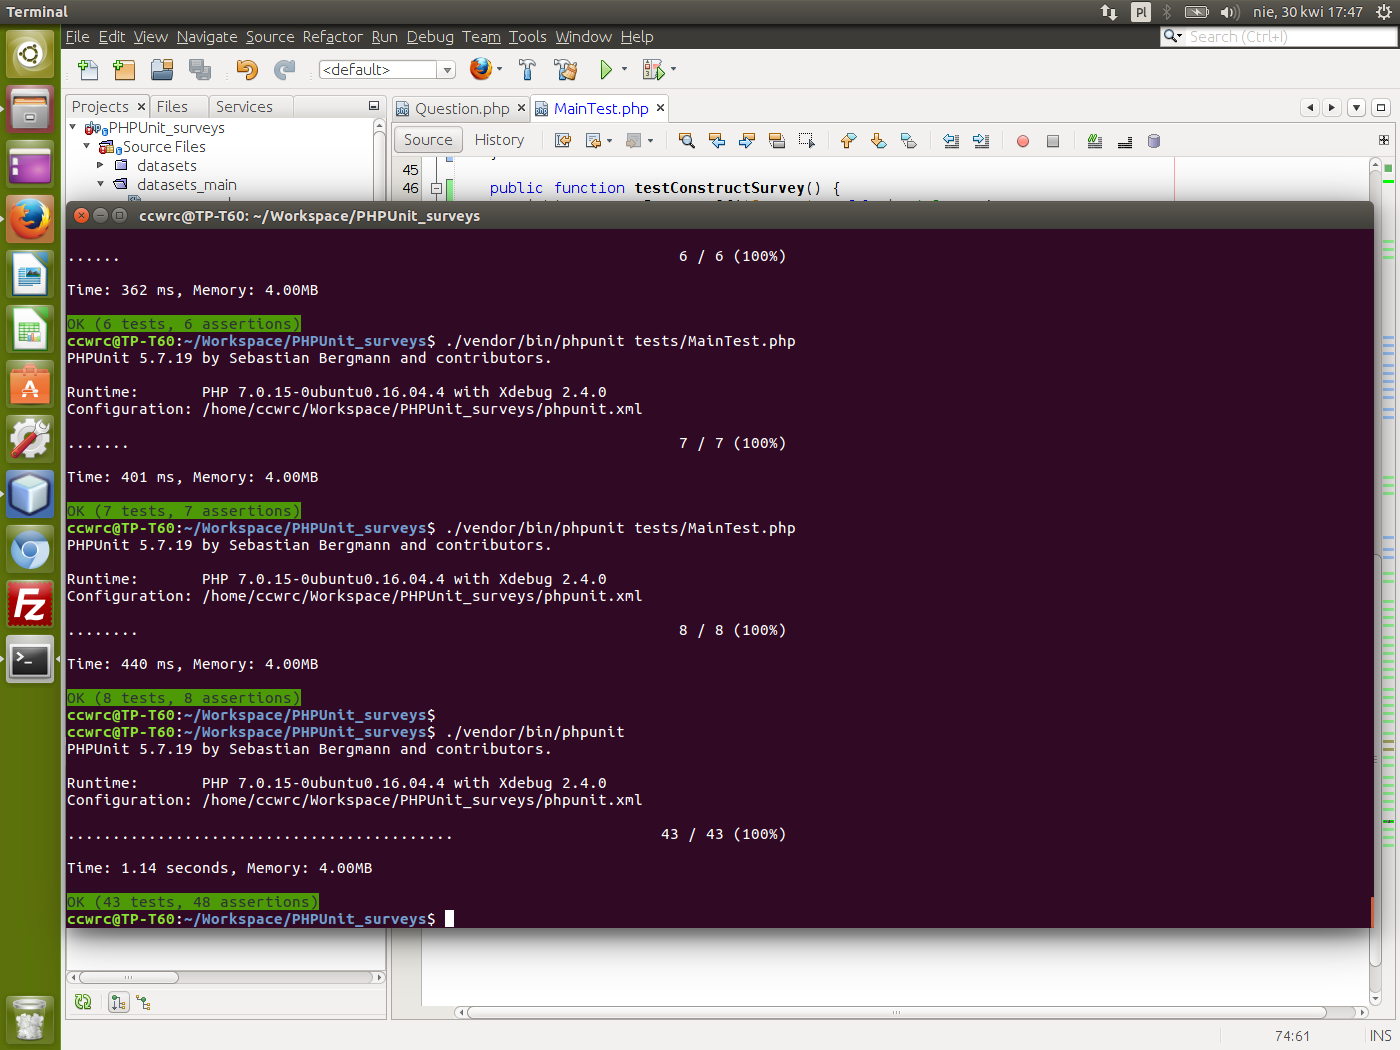 Terminal
Pl
nie, 30 kwi 17:47
File Edit View Navigate Source Refactor Run Debug Team Tools Window Help
Search (Ctrl+I)
<default>
Projects Files Services
Question.php MainTest.php
PHPUnit_surveys
Source Files
datasets
datasets_main
Source History
45
46 public function testConstructSurvey() {
ccwrc@TP-T60: ~/Workspace/PHPUnit_surveys
...... 6 / 6 (100%)
Time: 362 ms, Memory: 4.00MB
OK (6 tests, 6 assertions)
ccwrc@TP-T60:~/Workspace/PHPUnit_surveys$ ./vendor/bin/phpunit tests/MainTest.php
PHPUnit 5.7.19 by Sebastian Bergmann and contributors.
Runtime: PHP 7.0.15-0ubuntu0.16.04.4 with Xdebug 2.4.0
Configuration: /home/ccwrc/Workspace/PHPUnit_surveys/phpunit.xml
....... 7 / 7 (100%)
Time: 401 ms, Memory: 4.00MB
OK (7 tests, 7 assertions)
ccwrc@TP-T60:~/Workspace/PHPUnit_surveys$ ./vendor/bin/phpunit tests/MainTest.php
PHPUnit 5.7.19 by Sebastian Bergmann and contributors.
Runtime: PHP 7.0.15-0ubuntu0.16.04.4 with Xdebug 2.4.0
Configuration: /home/ccwrc/Workspace/PHPUnit_surveys/phpunit.xml
........ 8 / 8 (100%)
Time: 440 ms, Memory: 4.00MB
OK (8 tests, 8 assertions)
ccwrc@TP-T60:~/Workspace/PHPUnit_surveys$
ccwrc@TP-T60:~/Workspace/PHPUnit_surveys$ ./vendor/bin/phpunit
PHPUnit 5.7.19 by Sebastian Bergmann and contributors.
Runtime: PHP 7.0.15-0ubuntu0.16.04.4 with Xdebug 2.4.0
Configuration: /home/ccwrc/Workspace/PHPUnit_surveys/phpunit.xml
........................................... 43 / 43 (100%)
Time: 1.14 seconds, Memory: 4.00MB
OK (43 tests, 48 assertions)
ccwrc@TP-T60:~/Workspace/PHPUnit_surveys$
74:61 INS